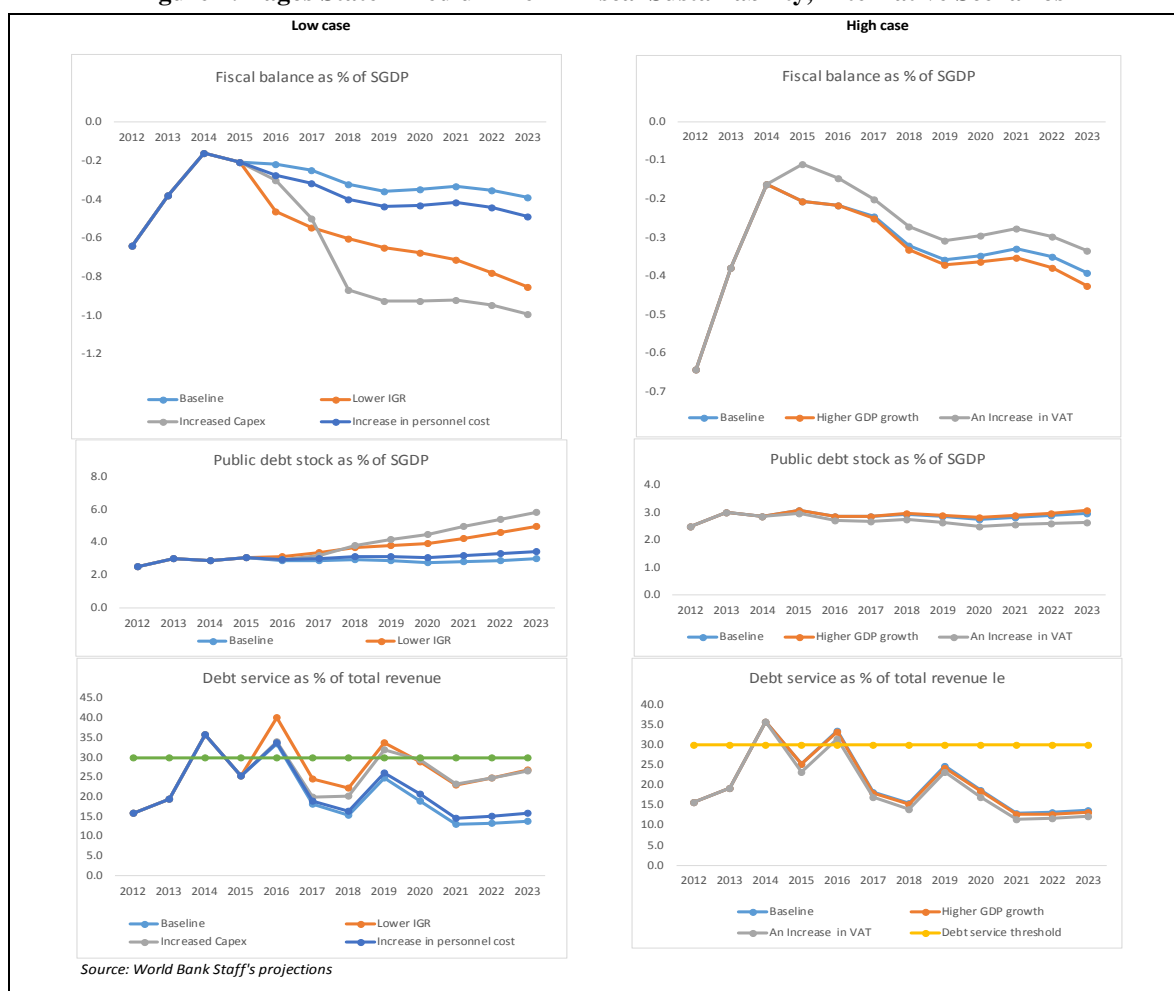 Low case
High case
Fiscal balance as % of SGDP
0.0
2012 2013 2014 2015 2016 2017 2018 2019 2020 2021 2022 2023
-0.2
-0.4
-0.6
-0.8
-1.0
-1.2
Baseline Lower IGR
Increased Capex Increase in personnel cost
Fiscal balance as % of SGDP
0.0
2012 2013 2014 2015 2016 2017 2018 2019 2020 2021 2022 2023
-0.1
-0.2
-0.3
-0.4
-0.5
-0.6
-0.7
Baseline Higher GDP growth An Increase in VAT
Public debt stock as % of SGDP
8.0
6.0
4.0
2.0
0.0
2012 2013 2014 2015 2016 2017 2018 2019 2020 2021 2022 2023
Baseline Lower IGR
Public debt stock as % of SGDP
4.0
3.0
2.0
1.0
0.0
2012 2013 2014 2015 2016 2017 2018 2019 2020 2021 2022 2023
Baseline Higher GDP growth An Increase in VAT
Debt service as % of total revenue
45.0
40.0
35.0
30.0
25.0
20.0
15.0
10.0
5.0
0.0
2012 2013 2014 2015 2016 2017 2018 2019 2020 2021 2022 2023
Baseline Lower IGR
Increased Capex Increase in personnel cost
Debt service as % of total revenue le
40.0
35.0
30.0
25.0
20.0
15.0
10.0
5.0
0.0
2012 2013 2014 2015 2016 2017 2018 2019 2020 2021 2022 2023
Baseline Higher GDP growth
An Increase in VAT Debt service threshold
Source: World Bank Staff's projections